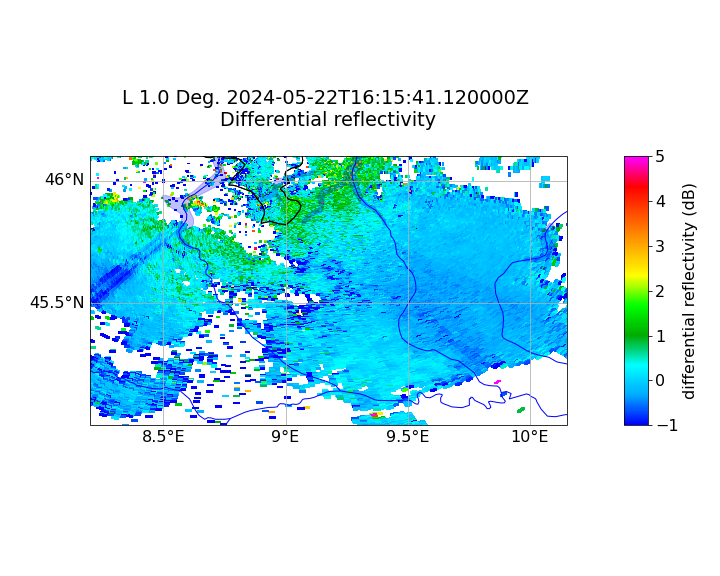 L 1.0 Deg. 2024-05-22T16:15:41.120000Z
Differential reflectivity
46°N
45.5°N
8.5°E
9°E
9.5°E
10°E
5
4
3
2
1
0
−1
differential reflectivity (dB)